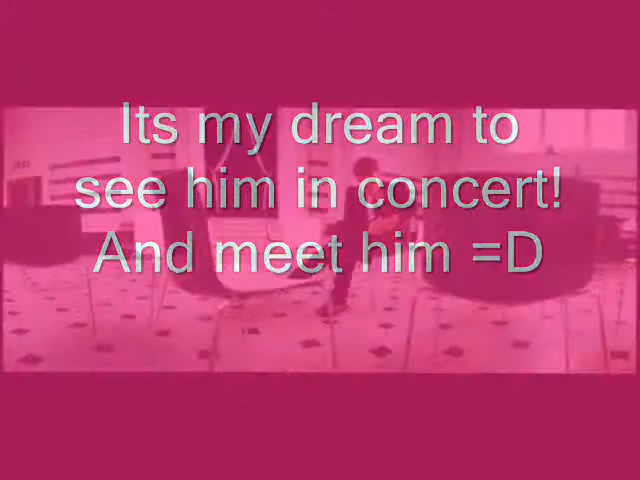 Its my dream to
see him in concert!
And meet him =D